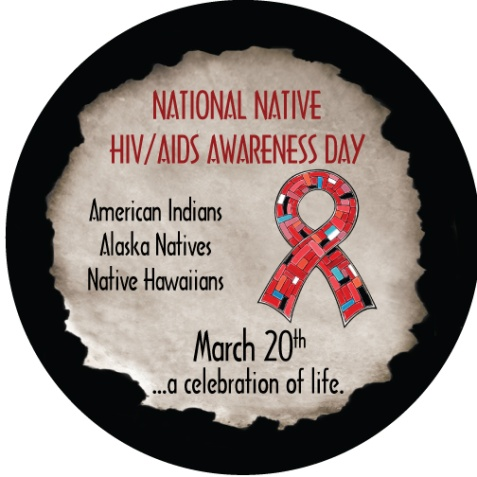 NATIONAL NATIVE
HIV/AIDS AWARENESS DAY
American Indians
Alaska Natives
Native Hawaiians
March 20th
...a celebration of life.